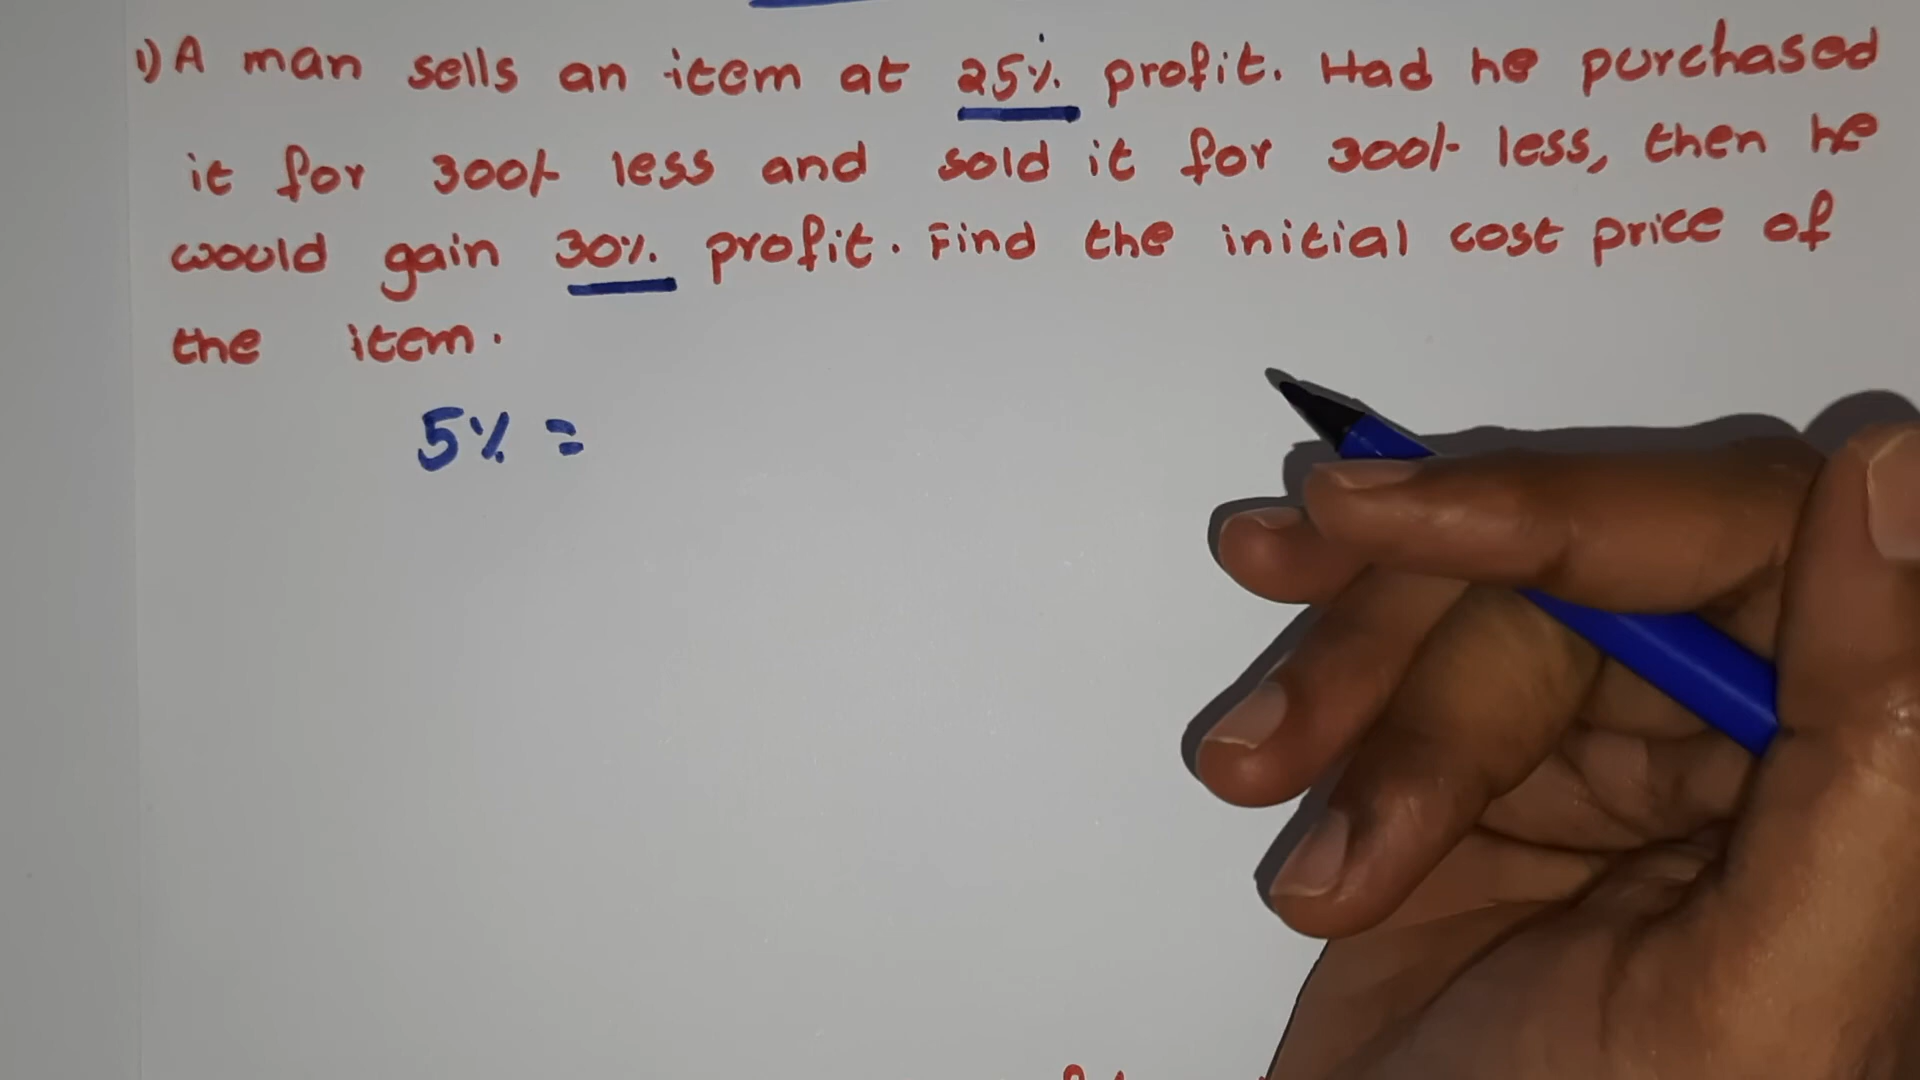 1) A man sells an item at 25% profit. Had he purchased
it for 300/- less and sold it for 300/- less, then he
would gain 30% profit. Find the initial cost price of
the item.
5% =